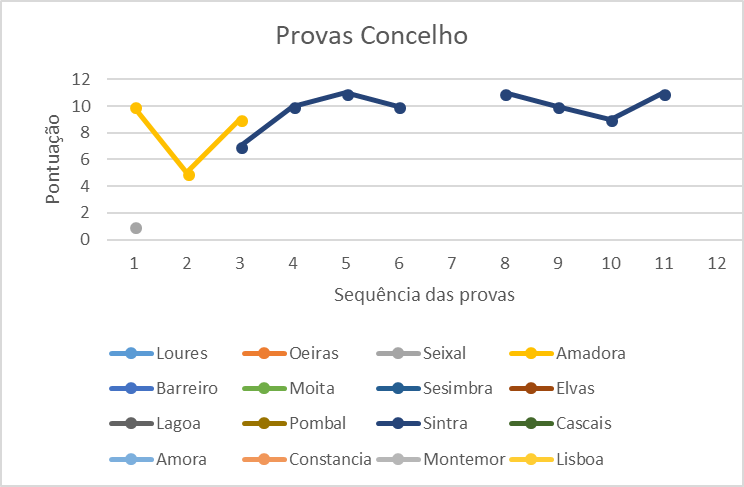 Provas Concelho
12
10
8
6
4
2
0
Pontuação
1 2 3 4 5 6 7 8 9 10 11 12
Sequência das provas
Loures Oeiras Seixal Amadora
Barreiro Moita Sesimbra Elvas
Lagoa Pombal Sintra Cascais
Amora Constancia Montemor Lisboa